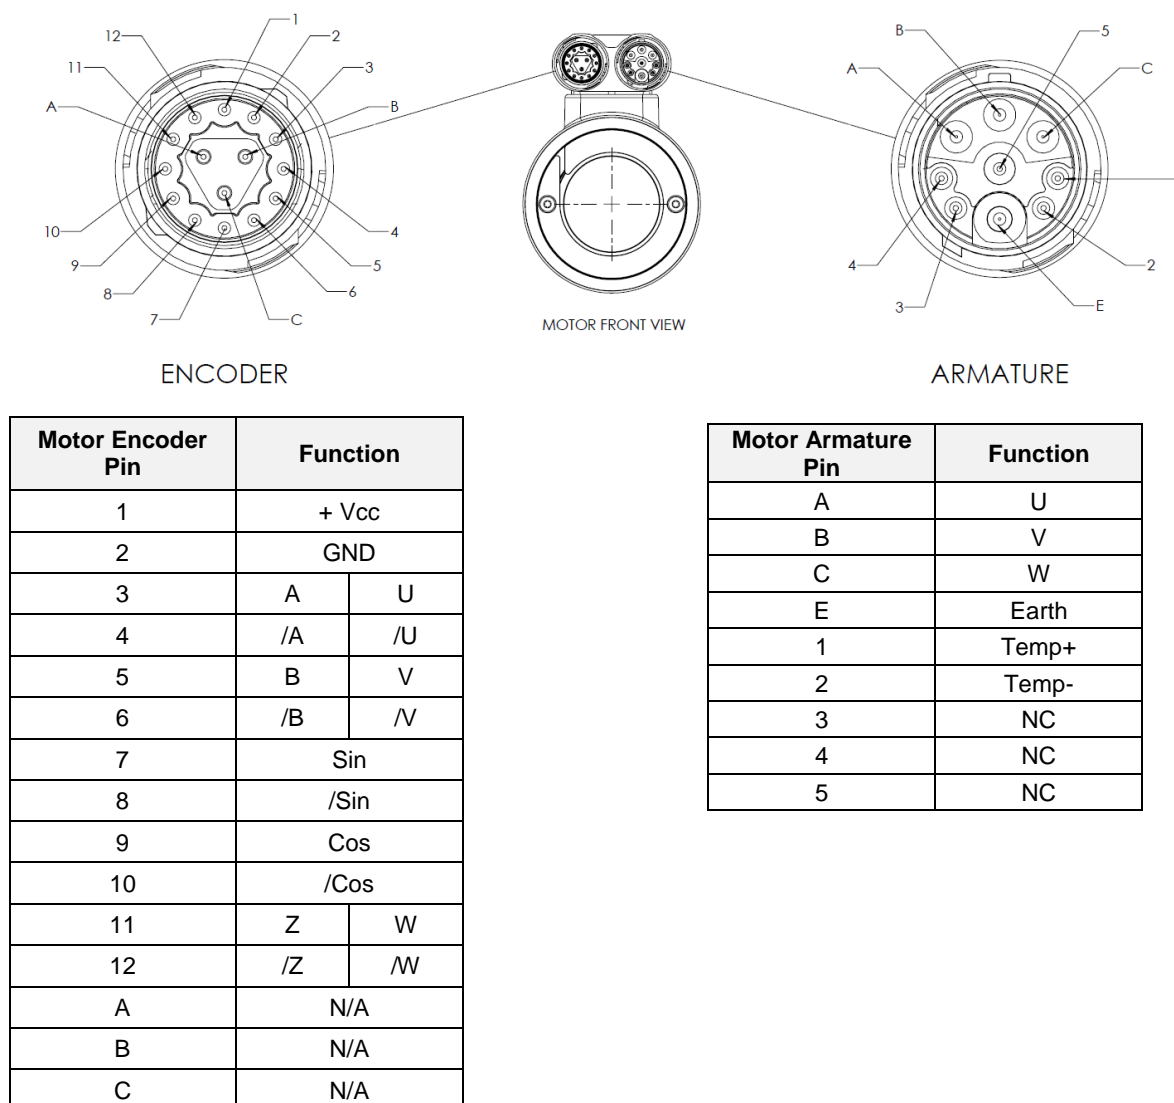 1
12
2
11
3
A
B
10
4
9
5
8
6
7
C
MOTOR FRONT VIEW
B
5
A
C
4
2
3
E
ENCODER
ARMATURE
Motor Encoder
Pin
Function
1 + Vcc
2 GND
3 A U
4 /A /U
5 B V
6 /B /V
7 Sin
8 /Sin
9 Cos
10 /Cos
11 Z W
12 /Z /W
A N/A
B N/A
C N/A
Motor Armature
Pin
Function
A U
B V
C W
E Earth
1 Temp+
2 Temp-
3 NC
4 NC
5 NC